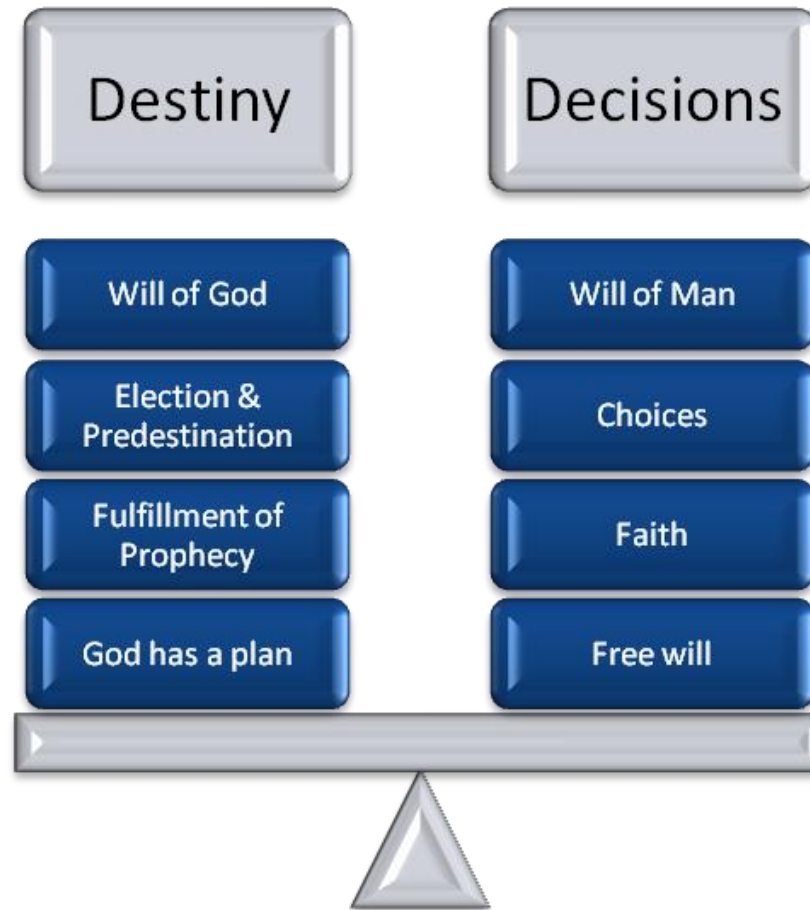 Destiny
Decisions
Will of God
Election &
Predestination
Fulfillment of
Prophecy
God has a plan
Will of Man
Choices
Faith
Free will